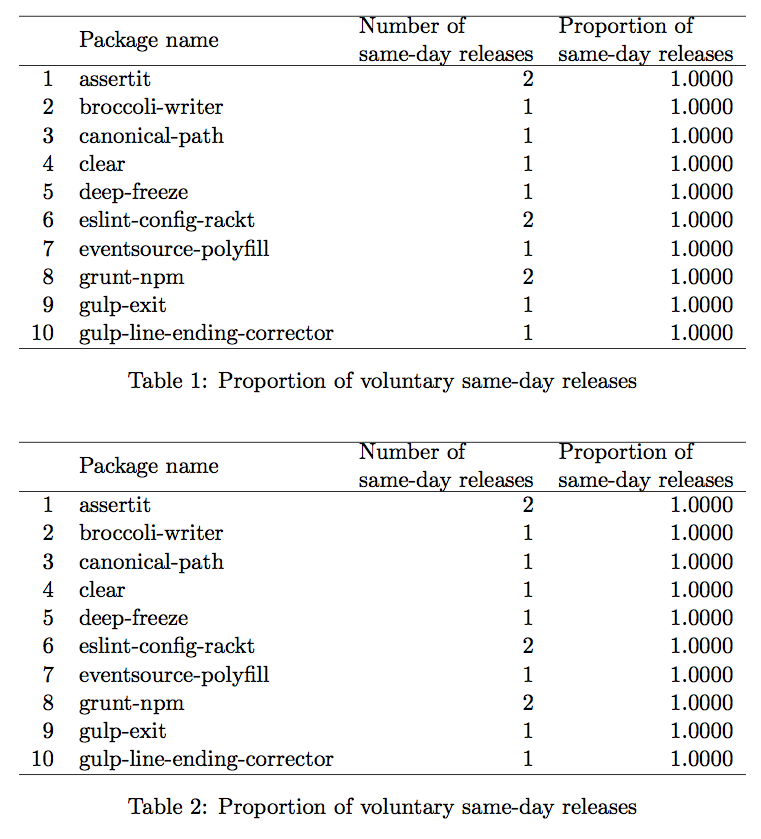 Package name Number of same-day releases Proportion of same-day releases
1 assertit 2 1.0000
2 broccoli-writer 1 1.0000
3 canonical-path 1 1.0000
4 clear 1 1.0000
5 deep-freeze 1 1.0000
6 eslint-config-rackt 2 1.0000
7 eventsource-polyfill 1 1.0000
8 grunt-npm 2 1.0000
9 gulp-exit 1 1.0000
10 gulp-line-ending-corrector 1 1.0000
Table 1: Proportion of voluntary same-day releases
Package name Number of same-day releases Proportion of same-day releases
1 assertit 2 1.0000
2 broccoli-writer 1 1.0000
3 canonical-path 1 1.0000
4 clear 1 1.0000
5 deep-freeze 1 1.0000
6 eslint-config-rackt 2 1.0000
7 eventsource-polyfill 1 1.0000
8 grunt-npm 2 1.0000
9 gulp-exit 1 1.0000
10 gulp-line-ending-corrector 1 1.0000
Table 2: Proportion of voluntary same-day releases